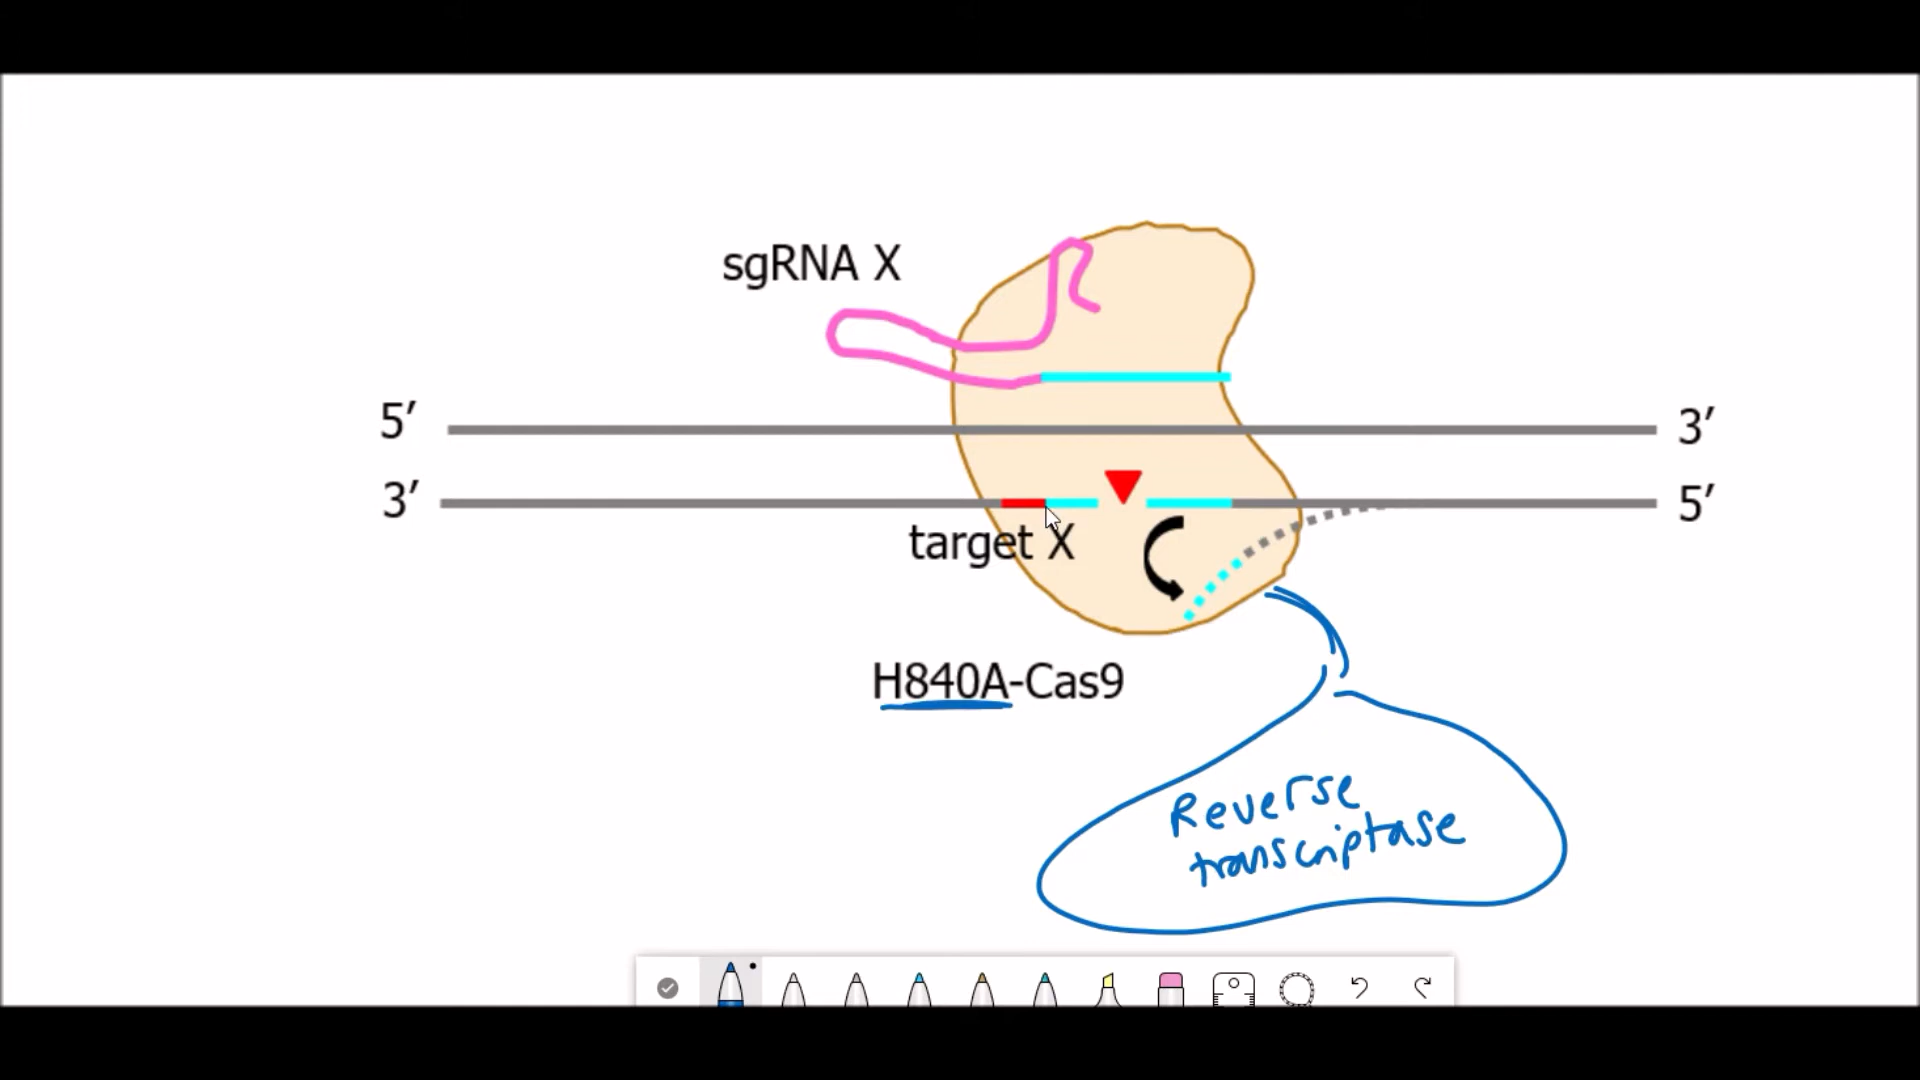 sgRNA X
5′ 3′
3′ 5′
target X
H840A-Cas9
Reverse
transcriptase